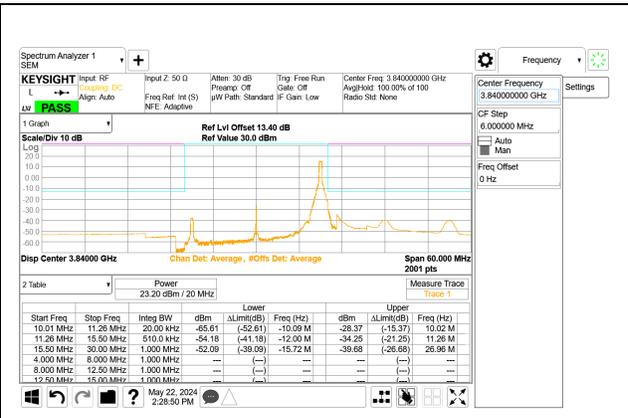 Spectrum Analyzer 1
SEM
+
Frequency
KEYSIGHT Input: RF Input Z: 50 Ω Atten: 30 dB Trig: Free Run Center Freq: 3.840000000 GHz
L Coupling: DC Preamp: Off Gate: Off Avg|Hold: 100.00% of 100
Align: Auto Freq Ref: Int (S) µW Path: Standard IF Gain: Low Radio Std: None
LXI PASS NFE: Adaptive
Center Frequency
3.840000000 GHz
Settings
CF Step
6.000000 MHz
Auto
Man
Freq Offset
0 Hz
1 Graph
Ref Lvl Offset 13.40 dB
Scale/Div 10 dB Ref Value 30.0 dBm
Log
20.0
10.0
0.00
-10.0
-20.0
-30.0
-40.0
-50.0
-60.0
Disp Center 3.84000 GHz Chan Det: Average , #Offs Det: Average Span 60.000 MHz
2001 pts
2 Table
Power
23.20 dBm / 20 MHz
Measure Trace
Trace 1
Lower Upper
Start Freq Stop Freq Integ BW dBm ΔLimit(dB) Freq (Hz) dBm ΔLimit(dB) Freq (Hz)
10.01 MHz 11.26 MHz 20.00 kHz -65.61 (-52.61) -10.09 M -28.37 (-15.37) 10.02 M
11.26 MHz 15.50 MHz 510.0 kHz -54.18 (-41.18) -12.00 M -34.25 (-21.25) 11.26 M
15.50 MHz 30.00 MHz 1.000 MHz -52.09 (-39.09) -15.72 M -39.68 (-26.68) 26.96 M
4.000 MHz 8.000 MHz 1.000 MHz --- (---) --- --- (---) ---
8.000 MHz 12.50 MHz 1.000 MHz --- (---) --- --- (---) ---
12.50 MHz 15.00 MHz 1.000 MHz --- (---) --- --- (---) ---
? May 22, 2024
2:28:50 PM